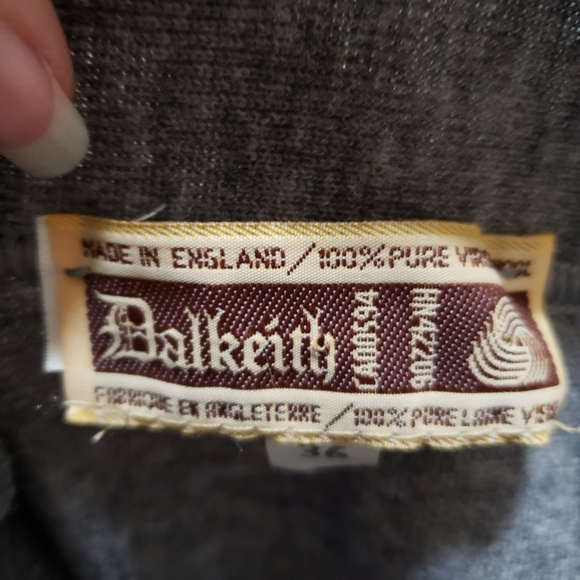 MADE IN ENGLAND / 100% PURE
Dalkeith
FABRIQUE EN ANGLETERRE / 100% PURE LAINE
36